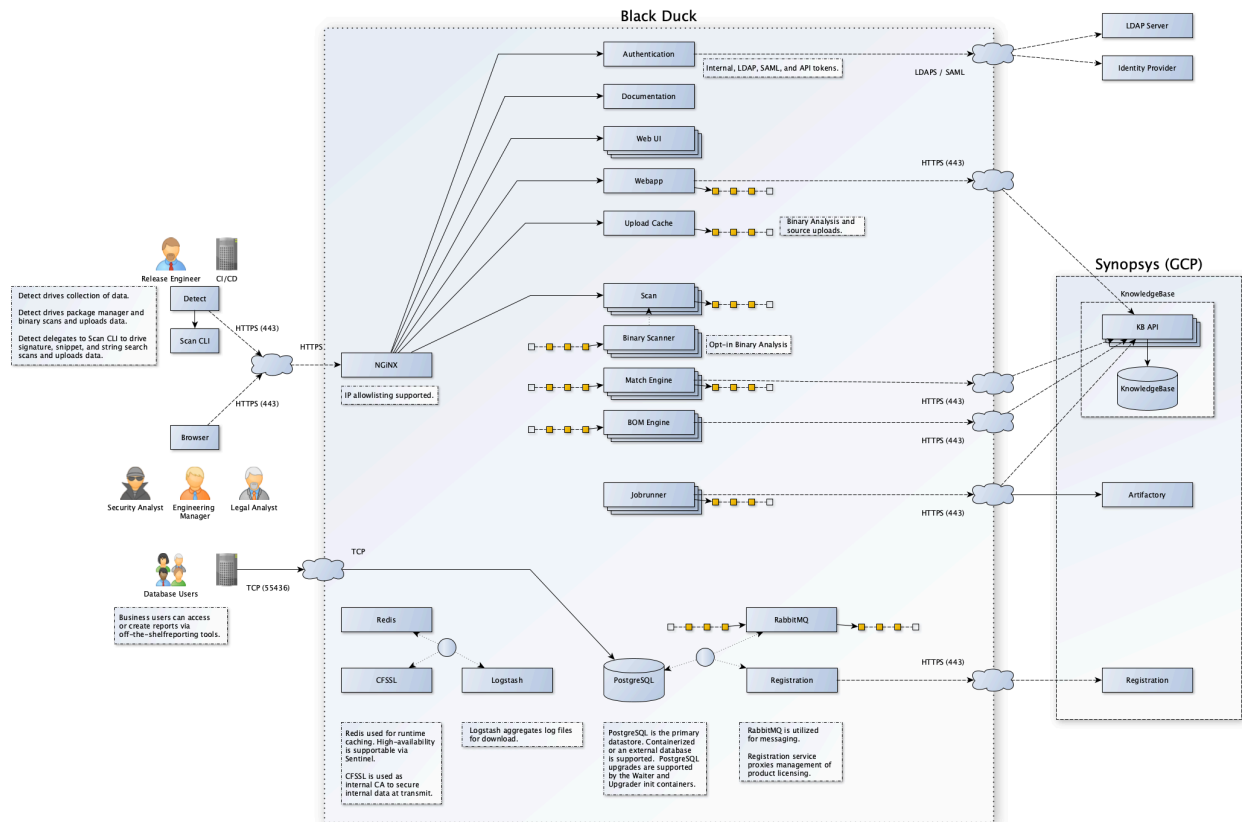 Black Duck
Authentication
Internal, LDAP, SAML, and API tokens.
LDAPS / SAML
LDAP Server
Identity Provider
Documentation
Web UI
HTTPS (443)
Webapp
Upload Cache
Binary Analysis and
source uploads.
Release Engineer
CI/CD
Detect drives collection of data.
Detect drives package manager and
binary scans and uploads data.
Detect delegates to Scan CLI to drive
signature, snippet, and string search
scans and uploads data.
Detect
Scan CLI
HTTPS (443)
HTTPS
NGiNX
IP allowlisting supported.
HTTPS (443)
Browser
Security Analyst
Engineering
Manager
Legal Analyst
Scan
Binary Scanner
Opt-in Binary Analysis
Match Engine
HTTPS (443)
BOM Engine
HTTPS (443)
Jobrunner
HTTPS (443)
Synopsys (GCP)
KnowledgeBase
KB API
KnowledgeBase
Artifactory
Database Users
TCP (55436)
TCP
Business users can access
or create reports via
off-the-shelfreporting tools.
Redis
CFSSL
Logstash
PostgreSQL
RabbitMQ
Registration
HTTPS (443)
Registration
Redis used for runtime
caching. High-availability
is supportable via
Sentinel.
CFSSL is used as
internal CA to secure
internal data at transmit.
Logstash aggregates log files
for download.
PostgreSQL is the primary
datastore. Containerized
or an external database
is supported. PostgreSQL
upgrades are supported
by the Waiter and
Upgrader init containers.
RabbitMQ is utilized
for messaging.
Registration service
proxies management of
product licensing.